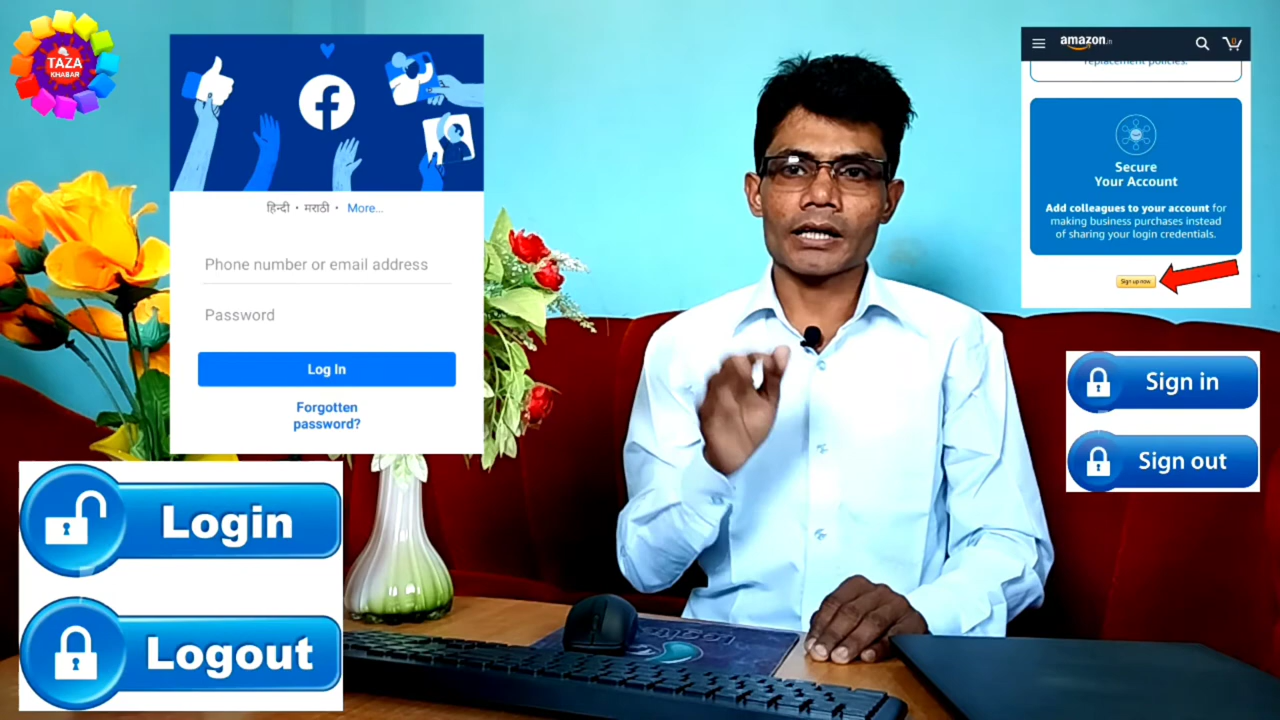 TAZA
KHABAR
हिन्दी • मराठी • More...
Phone number or email address
Password
Log In
Forgotten
password?
Login
Logout
amazon.in
0
replacement policies.
Secure
Your Account
Add colleagues to your account for
making business purchases instead
of sharing your login credentials.
Sign up now
Sign in
Sign out